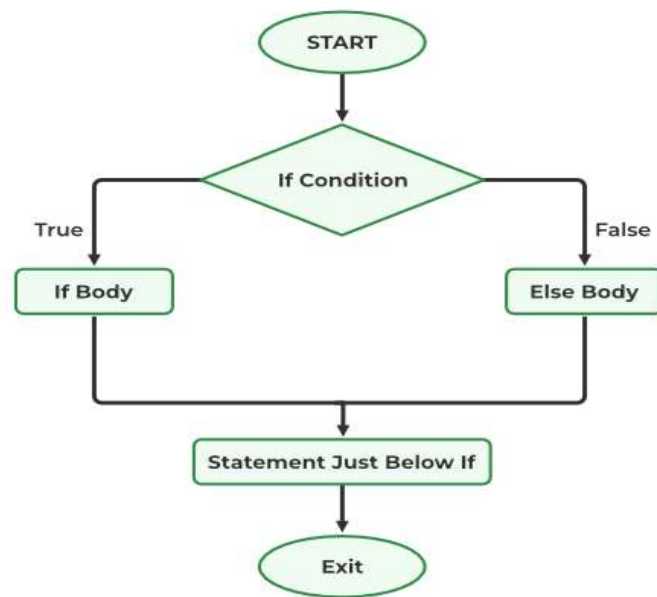 START
If Condition
True
False
If Body
Else Body
Statement Just Below If
Exit